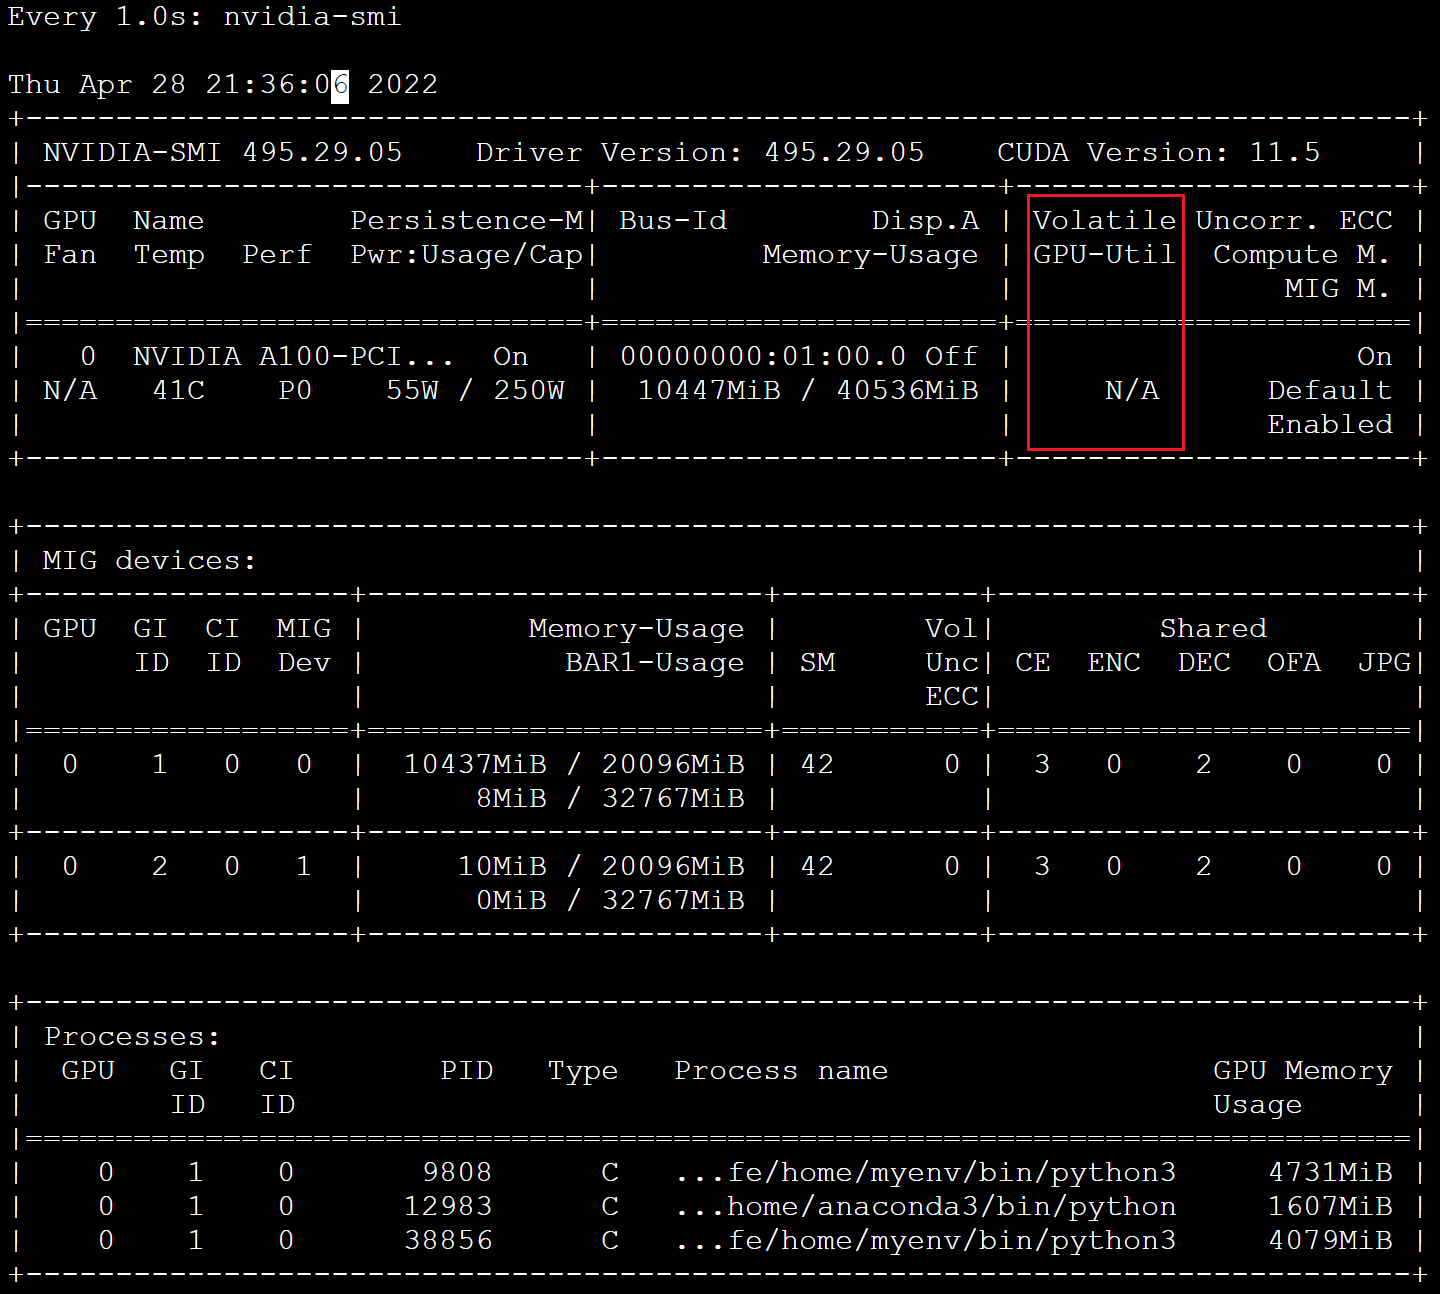 Every 1.0s: nvidia-smi
Thu Apr 28 21:36:06 2022
+-----------------------------------------------------------------------------+
| NVIDIA-SMI 495.29.05    Driver Version: 495.29.05    CUDA Version: 11.5     |
|-------------------------------+----------------------+----------------------+
| GPU  Name        Persistence-M| Bus-Id        Disp.A | Volatile Uncorr. ECC |
| Fan  Temp  Perf  Pwr:Usage/Cap|         Memory-Usage | GPU-Util  Compute M. |
|                               |                      |               MIG M. |
|===============================+======================+======================|
|   0  NVIDIA A100-PCI...  On   | 00000000:01:00.0 Off |                   On |
| N/A   41C    P0    55W / 250W |  10447MiB / 40536MiB |     N/A      Default |
|                               |                      |              Enabled |
+-------------------------------+----------------------+----------------------+
+-----------------------------------------------------------------------------+
| MIG devices:                                                                |
+------------------+----------------------+-----------+-----------------------+
| GPU  GI  CI  MIG |         Memory-Usage |        Vol|         Shared        |
|      ID  ID  Dev |           BAR1-Usage | SM     Unc| CE  ENC  DEC  OFA  JPG|
|                  |                      |        ECC|                       |
|==================+======================+===========+=======================|
|  0    1   0   0  |  10437MiB / 20096MiB | 42      0 |  3   0    2    0    0 |
|                  |      8MiB / 32767MiB |           |                       |
+------------------+----------------------+-----------+-----------------------+
|  0    2   0   1  |     10MiB / 20096MiB | 42      0 |  3   0    2    0    0 |
|                  |      0MiB / 32767MiB |           |                       |
+------------------+----------------------+-----------+-----------------------+
+-----------------------------------------------------------------------------+
| Processes:                                                                  |
|  GPU   GI   CI        PID   Type   Process name                  GPU Memory |
|        ID   ID                                                   Usage      |
|=============================================================================|
|    0    1    0       9808      C   ...fe/home/myenv/bin/python3     4731MiB |
|    0    1    0      12983      C   ...home/anaconda3/bin/python     1607MiB |
|    0    1    0      38856      C   ...fe/home/myenv/bin/python3     4079MiB |
+-----------------------------------------------------------------------------+